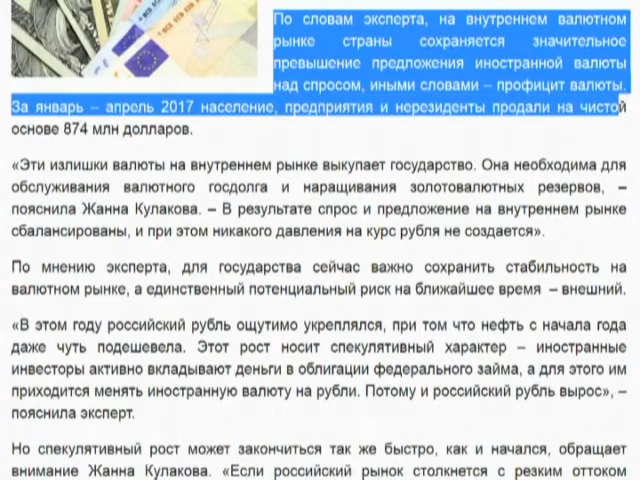 По словам эксперта, на внутреннем валютном
рынке страны сохраняется значительное
превышение предложения иностранной валюты
над спросом, иными словами – профицит валюты.
За январь – апрель 2017 население, предприятия и нерезиденты продали на чистой
основе 874 млн долларов.
«Эти излишки валюты на внутреннем рынке выкупает государство. Она необходима для
обслуживания валютного госдолга и наращивания золотовалютных резервов, –
пояснила Жанна Кулакова. – В результате спрос и предложение на внутреннем рынке
сбалансированы, и при этом никакого давления на курс рубля не создается».
По мнению эксперта, для государства сейчас важно сохранить стабильность на
валютном рынке, а единственный потенциальный риск на ближайшее время – внешний.
«В этом году российский рубль ощутимо укреплялся, при том что нефть с начала года
даже чуть подешевела. Этот рост носит спекулятивный характер – иностранные
инвесторы активно вкладывают деньги в облигации федерального займа, а для этого им
приходится менять иностранную валюту на рубли. Потому и российский рубль вырос», –
пояснила эксперт.
Но спекулятивный рост может закончиться так же быстро, как и начался, обращает
внимание Жанна Кулакова. «Если российский рынок столкнется с резким оттоком